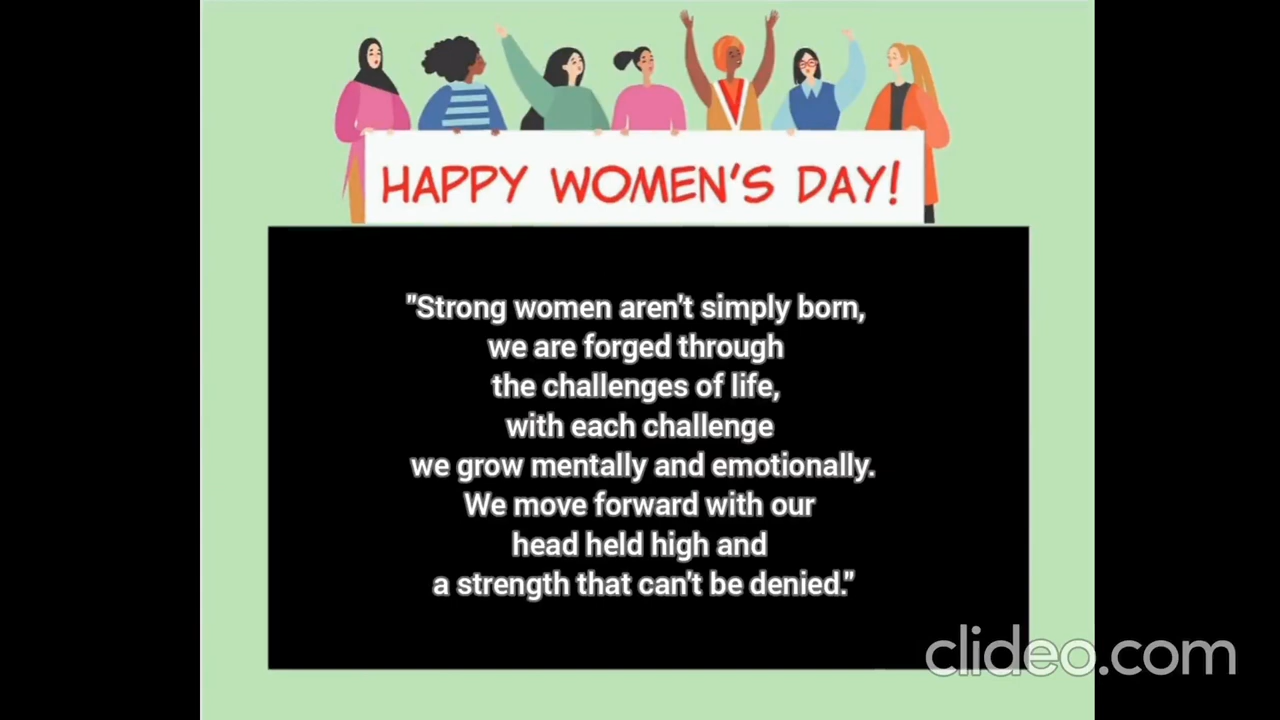 HAPPY WOMEN'S DAY!
"Strong women aren't simply born,
we are forged through
the challenges of life,
with each challenge
we grow mentally and emotionally.
We move forward with our
head held high and
a strength that can't be denied."
clideo.com